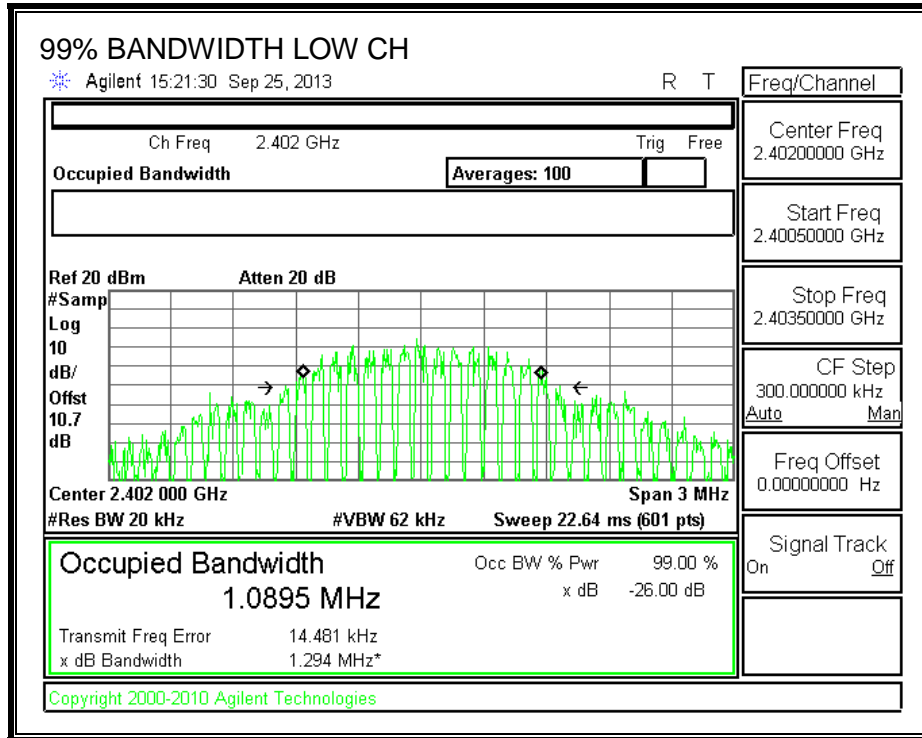 99% BANDWIDTH LOW CH
Agilent 15:21:30 Sep 25, 2013 R T
Ch Freq 2.402 GHz Trig Free
Occupied Bandwidth Averages: 100
Ref 20 dBm Atten 20 dB
#Samp
Log
10
dB/
Offst
10.7
dB
Center 2.402 000 GHz Span 3 MHz
#Res BW 20 kHz #VBW 62 kHz Sweep 22.64 ms (601 pts)
Occupied Bandwidth Occ BW % Pwr 99.00 %
1.0895 MHz x dB -26.00 dB
Transmit Freq Error 14.481 kHz
x dB Bandwidth 1.294 MHz*
Copyright 2000-2010 Agilent Technologies
Freq/Channel
Center Freq
2.40200000 GHz
Start Freq
2.40050000 GHz
Stop Freq
2.40350000 GHz
CF Step
300.000000 kHz
Auto Man
Freq Offset
0.00000000 Hz
Signal Track
On Off